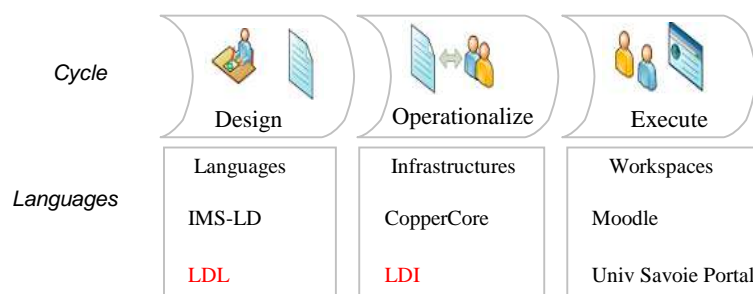 Cycle
Design
Operationalize
Execute
Languages
Languages
Infrastructures
Workspaces
IMS-LD
CopperCore
Moodle
LDL
LDI
Univ Savoie Portal